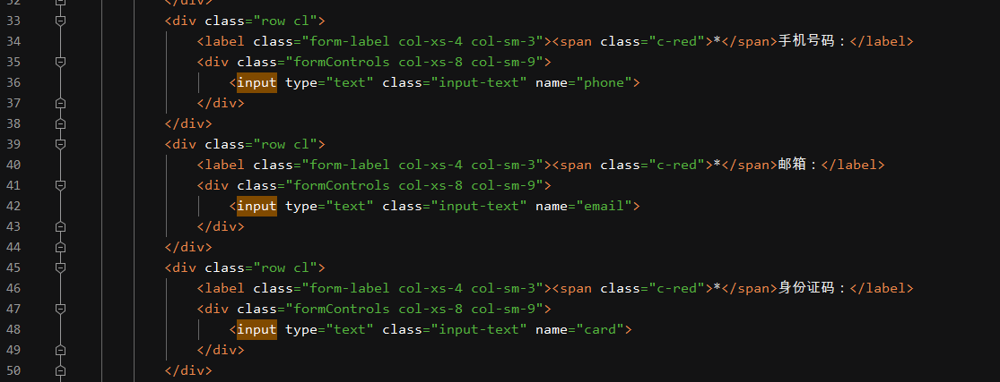 32 </div>
33 <div class="row cl">
34 <label class="form-label col-xs-4 col-sm-3"><span class="c-red">*</span>手机号码：</label>
35 <div class="formControls col-xs-8 col-sm-9">
36 <input type="text" class="input-text" name="phone">
37 </div>
38 </div>
39 <div class="row cl">
40 <label class="form-label col-xs-4 col-sm-3"><span class="c-red">*</span>邮箱：</label>
41 <div class="formControls col-xs-8 col-sm-9">
42 <input type="text" class="input-text" name="email">
43 </div>
44 </div>
45 <div class="row cl">
46 <label class="form-label col-xs-4 col-sm-3"><span class="c-red">*</span>身份证码：</label>
47 <div class="formControls col-xs-8 col-sm-9">
48 <input type="text" class="input-text" name="card">
49 </div>
50 </div>